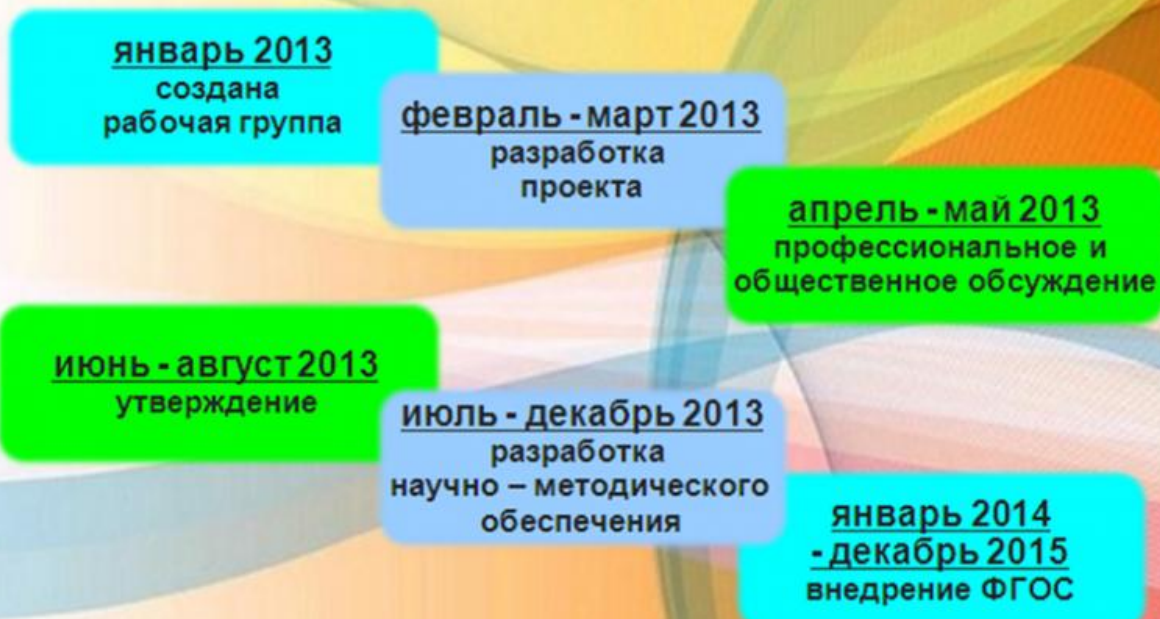 январь 2013
создана
рабочая группа
февраль - март 2013
разработка
проекта
апрель - май 2013
профессиональное и
общественное обсуждение
июнь - август 2013
утверждение
июль - декабрь 2013
разработка
научно – методического
обеспечения
январь 2014
- декабрь 2015
внедрение ФГОС